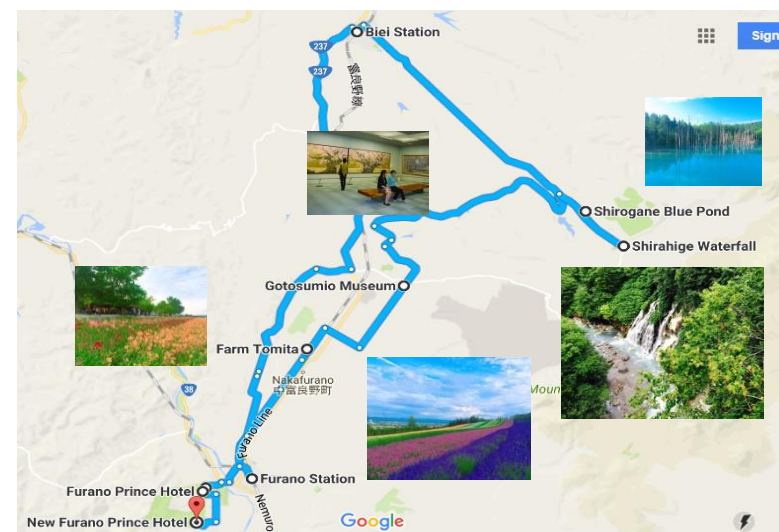 Biei Station
Sign
237
237
富良野線
Shirogane Blue Pond
Shirahige Waterfall
Gotosumio Museum
Farm Tomita
Nakafurano
中富良野町
Moun
38
Furano Line
Furano Station
Furano Prince Hotel
Nemuro
New Furano Prince Hotel
Google